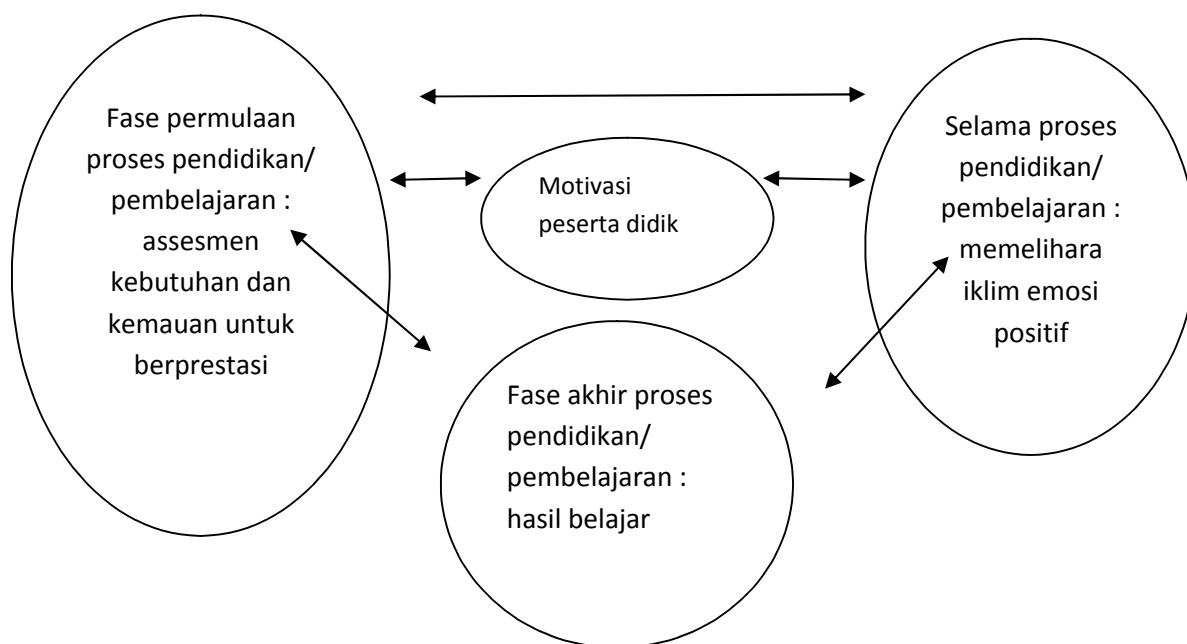 Fase permulaan
proses pendidikan/
pembelajaran :
assesmen
kebutuhan dan
kemauan untuk
berprestasi
Motivasi
peserta didik
Selama proses
pendidikan/
pembelajaran :
memelihara
iklim emosi
positif
Fase akhir proses
pendidikan/
pembelajaran :
hasil belajar